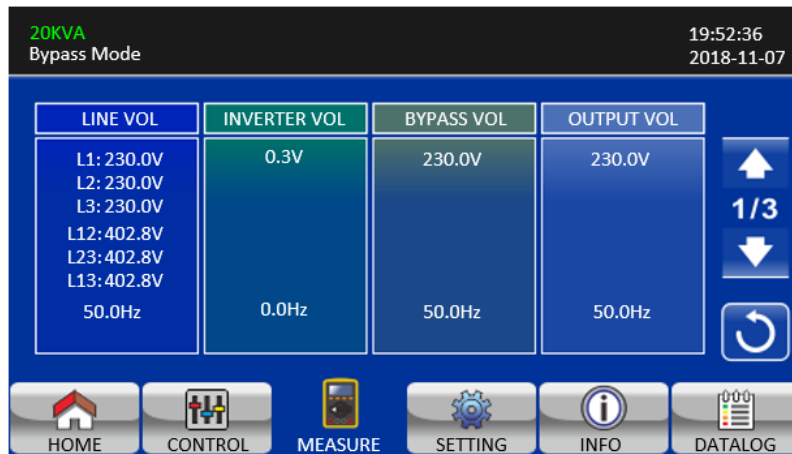 20KVA
Bypass Mode
19:52:36
2018-11-07
LINE VOL
L1: 230.0V
L2: 230.0V
L3: 230.0V
L12: 402.8V
L23: 402.8V
L13: 402.8V
50.0Hz
INVERTER VOL
0.3V
0.0Hz
BYPASS VOL
230.0V
50.0Hz
OUTPUT VOL
230.0V
50.0Hz
1/3
HOME
CONTROL
MEASURE
SETTING
INFO
DATALOG